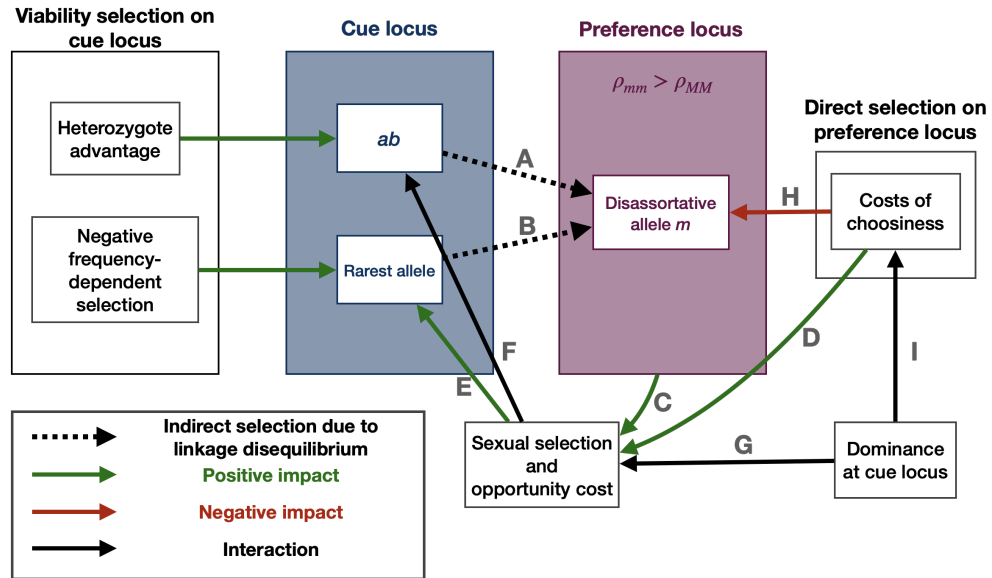 Viability selection on
cue locus
Heterozygote
advantage
Negative
frequency-
dependent
selection
Cue locus
ab
Rarest allele
Preference locus
ρmm > ρMM
Disassortative
allele m
Direct selection on
preference locus
Costs of
choosiness
A
B
H
F
E
C
D
I
G
Sexual selection
and
opportunity cost
Dominance
at cue locus
Indirect selection due to
linkage disequilibrium
Positive impact
Negative impact
Interaction